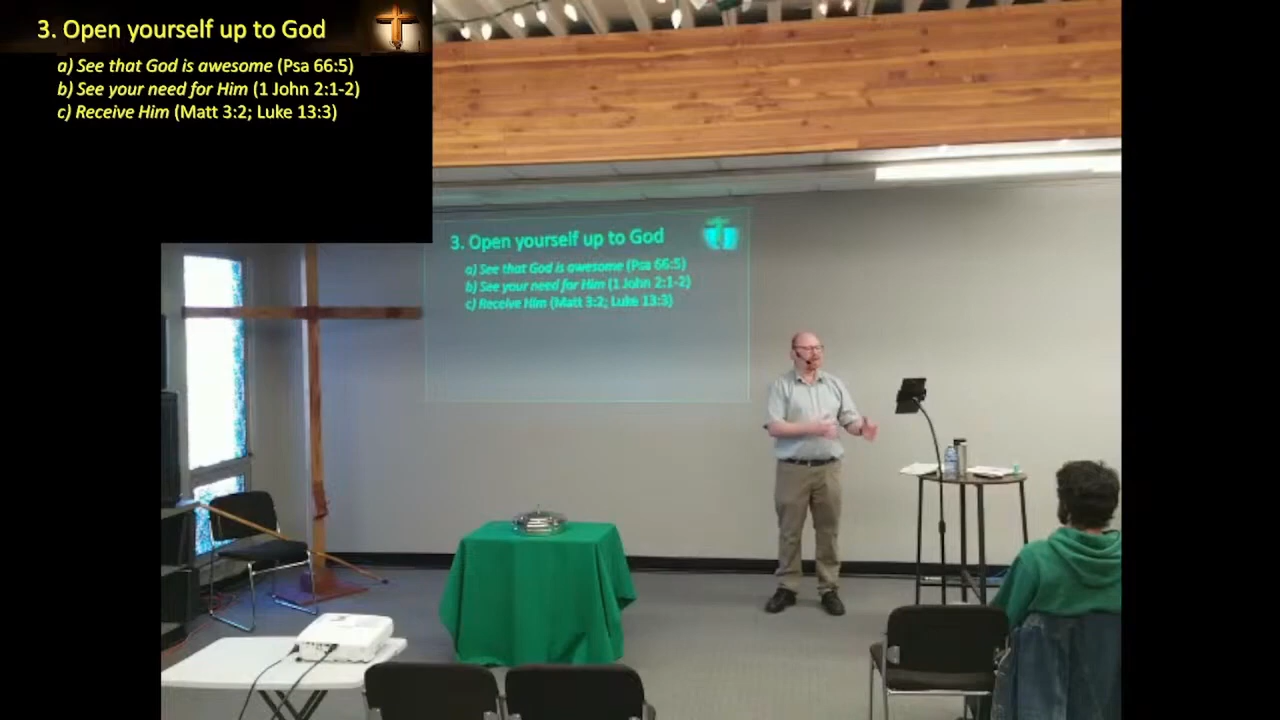 3. Open yourself up to God
a) See that God is awesome (Psa 66:5)
b) See your need for Him (1 John 2:1-2)
c) Receive Him (Matt 3:2; Luke 13:3)
3. Open yourself up to God
a) See that God is awesome (Psa 66:5)
b) See your need for Him (1 John 2:1-2)
c) Receive Him (Matt 3:2; Luke 13:3)